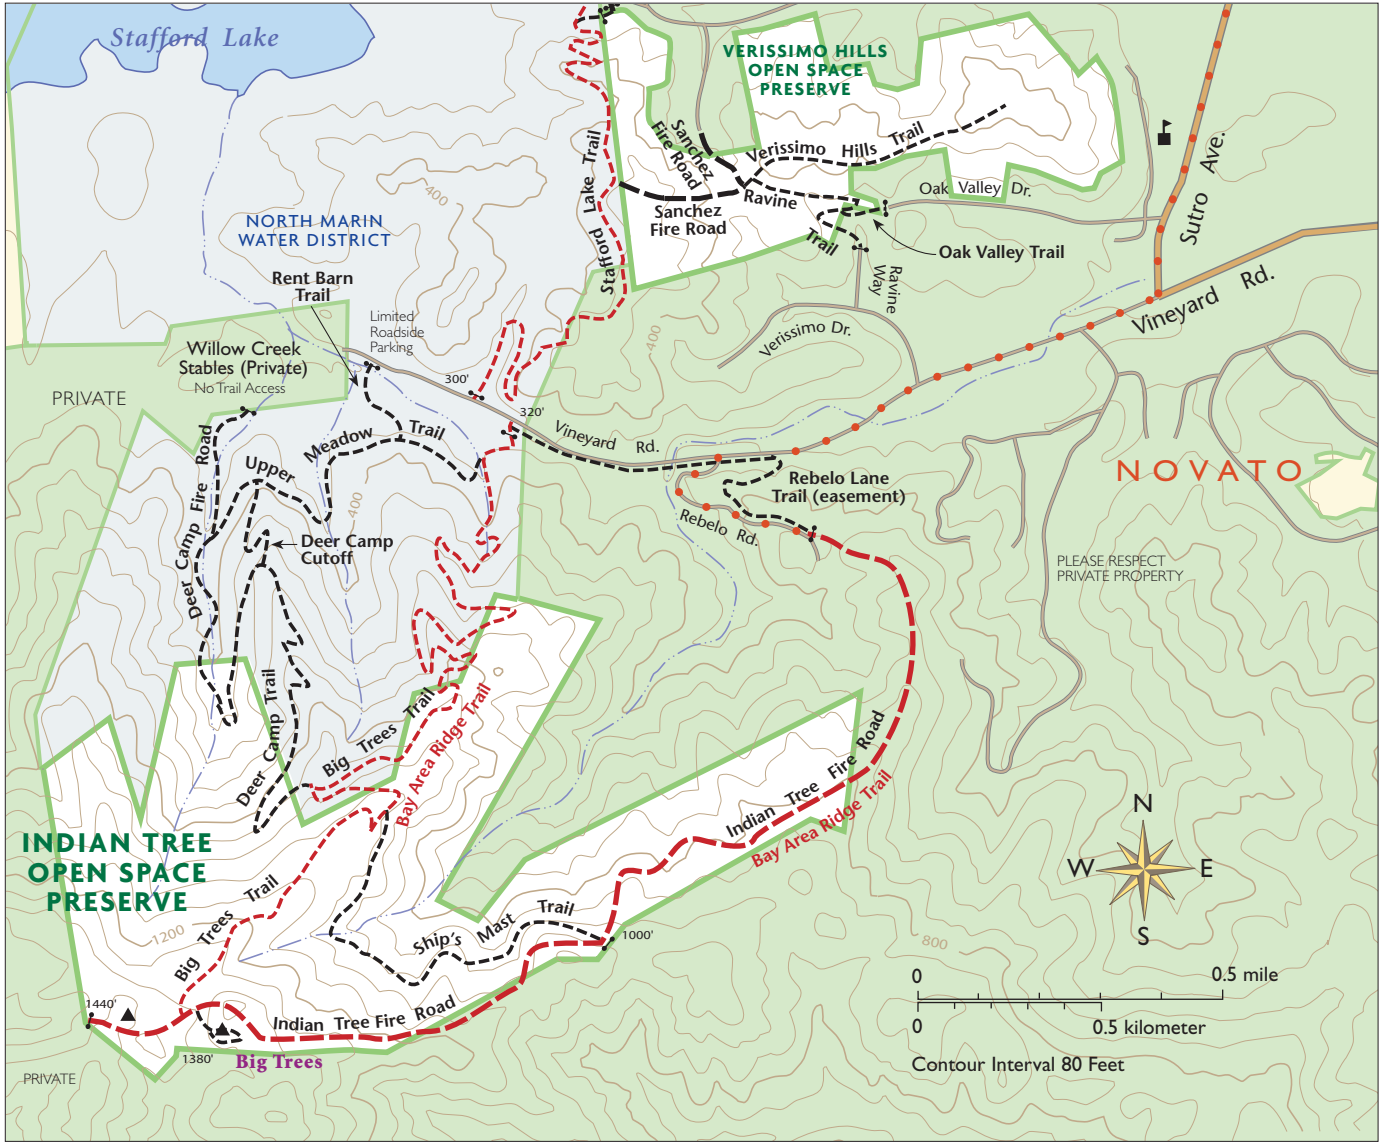 Stafford Lake
VERISSIMO HILLS
OPEN SPACE
PRESERVE
Sutro Ave.
Stafford Lake Trail
Sanchez
Fire Road
Verissimo Hills Trail
Oak Valley Dr.
400
Ravine
Trail
Sanchez
Fire Road
Oak Valley Trail
NORTH MARIN
WATER DISTRICT
Rent Barn
Trail
Ravine
Way
Vineyard Rd.
Limited
Roadside
Parking
Verissimo Dr.
400
Willow Creek
Stables (Private)
No Trail Access
PRIVATE
300'
320'
Vineyard Rd.
Meadow Trail
Upper
Deer Camp Fire Road
400
NOVATO
Rebelo Lane
Trail (easement)
Rebelo Rd.
Deer Camp
Cutoff
PLEASE RESPECT
PRIVATE PROPERTY
Deer Camp Trail
Big Trees Trail
Bay Area Ridge Trail
Indian Tree Fire Road
Bay Area Ridge Trail
N
W E
S
INDIAN TREE
OPEN SPACE
PRESERVE
Big Trees Trail
1200
Ship's Mast Trail
1000'
800
1440'
Indian Tree Fire Road
1380'
Big Trees
PRIVATE
0 0.5 mile
0 0.5 kilometer
Contour Interval 80 Feet